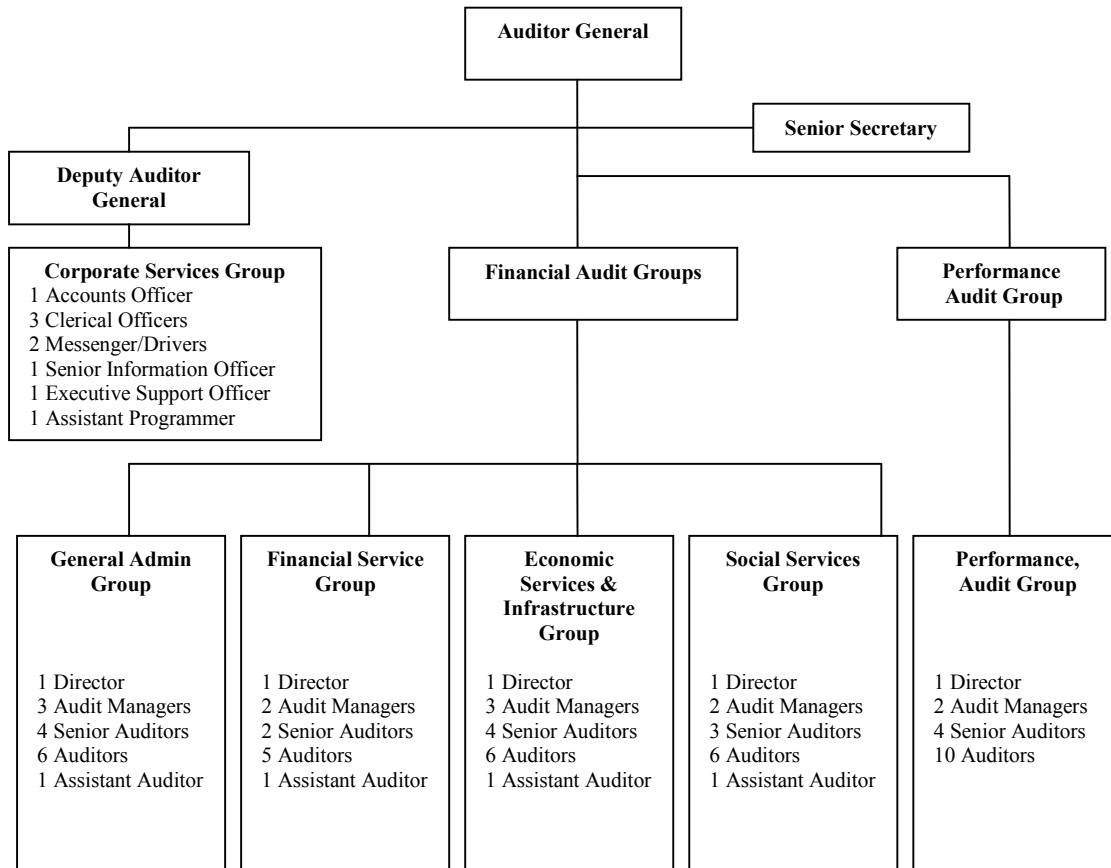 Auditor General
Senior Secretary
Deputy Auditor
General
Corporate Services Group
1 Accounts Officer
3 Clerical Officers
2 Messenger/Drivers
1 Senior Information Officer
1 Executive Support Officer
1 Assistant Programmer
Financial Audit Groups
Performance
Audit Group
General Admin
Group
1 Director
3 Audit Managers
4 Senior Auditors
6 Auditors
1 Assistant Auditor
Financial Service
Group
1 Director
2 Audit Managers
2 Senior Auditors
5 Auditors
1 Assistant Auditor
Economic
Services &
Infrastructure
Group
1 Director
3 Audit Managers
4 Senior Auditors
6 Auditors
1 Assistant Auditor
Social Services
Group
1 Director
2 Audit Managers
3 Senior Auditors
6 Auditors
1 Assistant Auditor
Performance,
Audit Group
1 Director
2 Audit Managers
4 Senior Auditors
10 Auditors